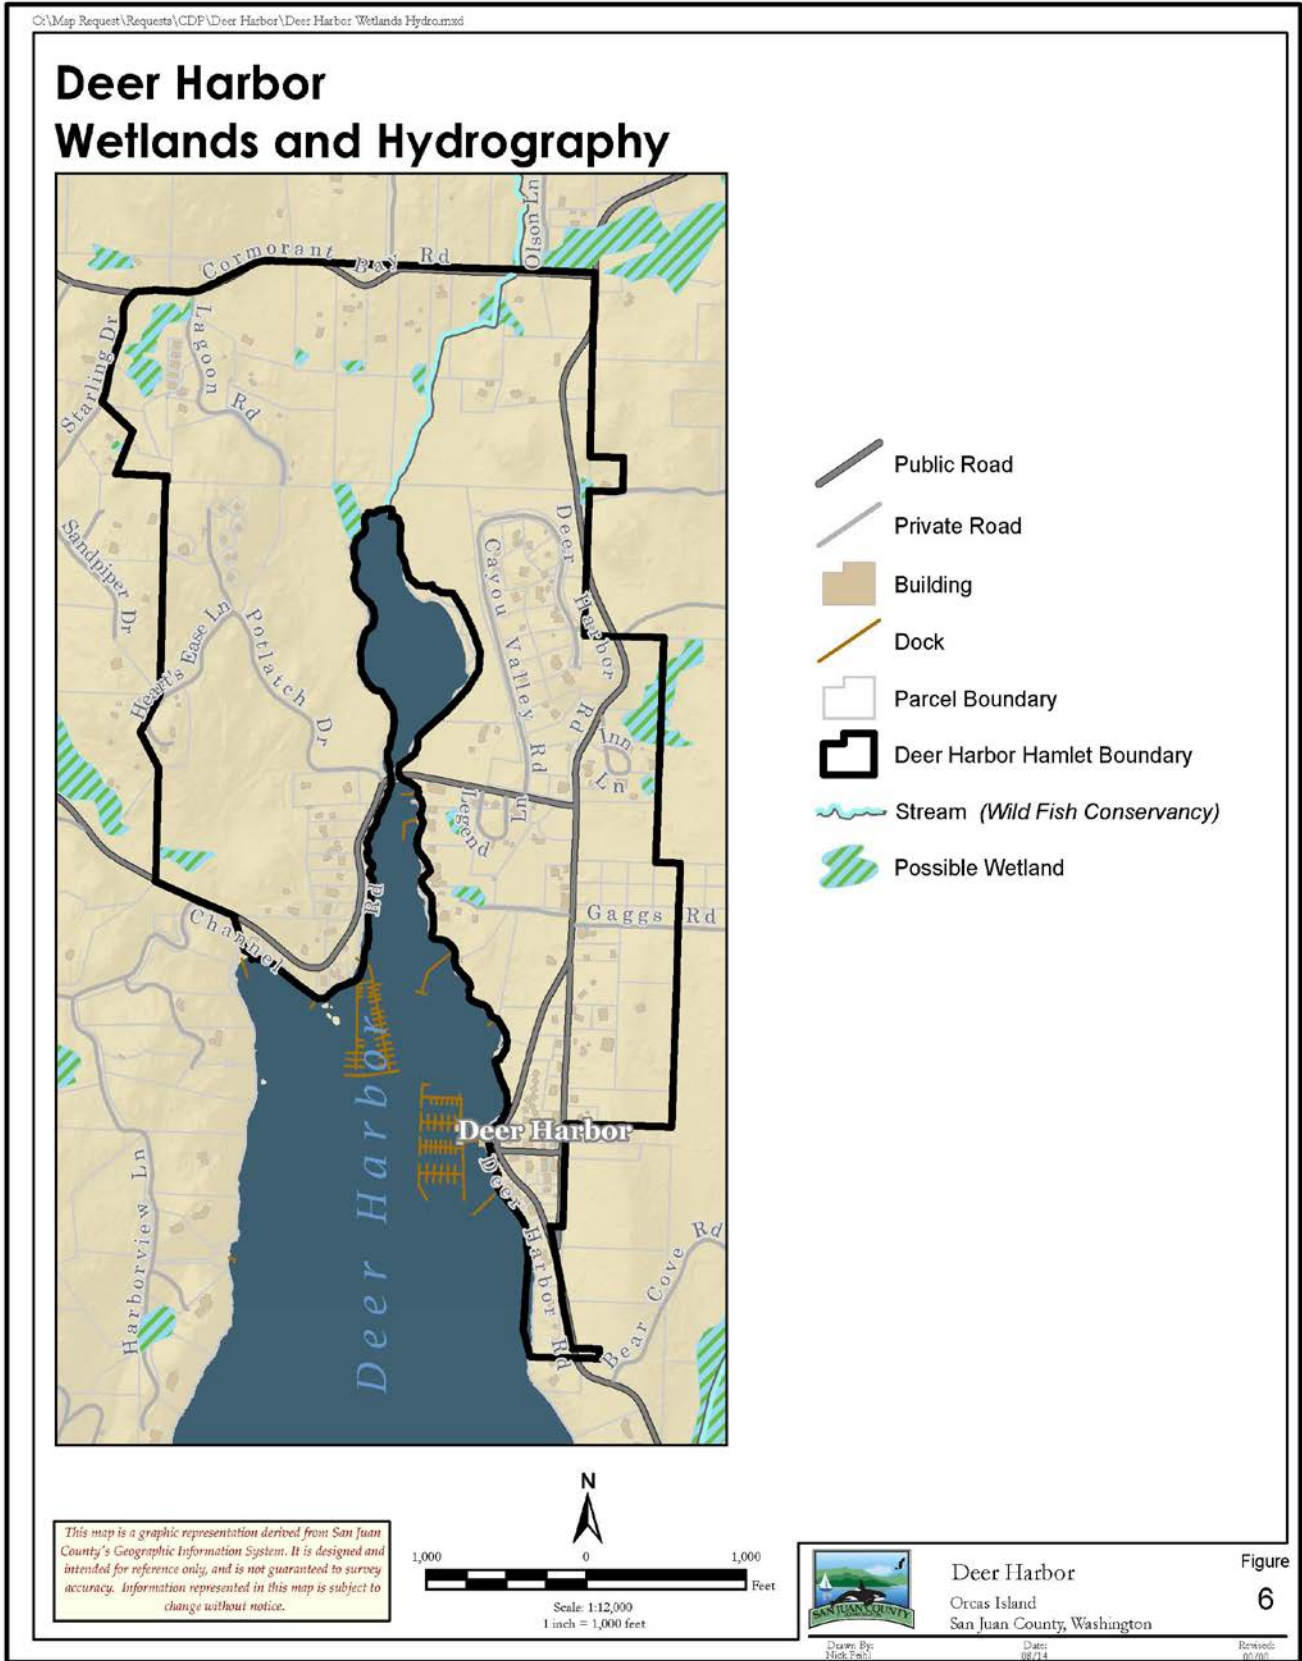 O:\Map Request\Requests\CDP\Deer Harbor\Deer Harbor Wetlands Hydro.mxd
Deer Harbor
Wetlands and Hydrography
Olson Ln
Cormorant Bay Rd
Starling Dr
Lagoon Rd
Sandpiper Dr
Heart's Ease Ln
Potlatch Dr
Cayou Valley Rd
Deer Harbor Rd
Inn Ln
Legend Ln
Gaggs Rd
Channel Rd
Deer Harbor
Deer Harbor
Deer Harbor Rd
Harborview Ln
Bear Cove Rd
Public Road
Private Road
Building
Dock
Parcel Boundary
Deer Harbor Hamlet Boundary
Stream (Wild Fish Conservancy)
Possible Wetland
N
This map is a graphic representation derived from San Juan
County's Geographic Information System. It is designed and
intended for reference only, and is not guaranteed to survey
accuracy. Information represented in this map is subject to
change without notice.
1,000 0 1,000
Feet
Scale: 1:12,000
1 inch = 1,000 feet
SAN JUAN COUNTY
Deer Harbor
Orcas Island
San Juan County, Washington
Figure
6
Drawn By:
Nick Peihl
Date:
08/14
Revised:
00/00